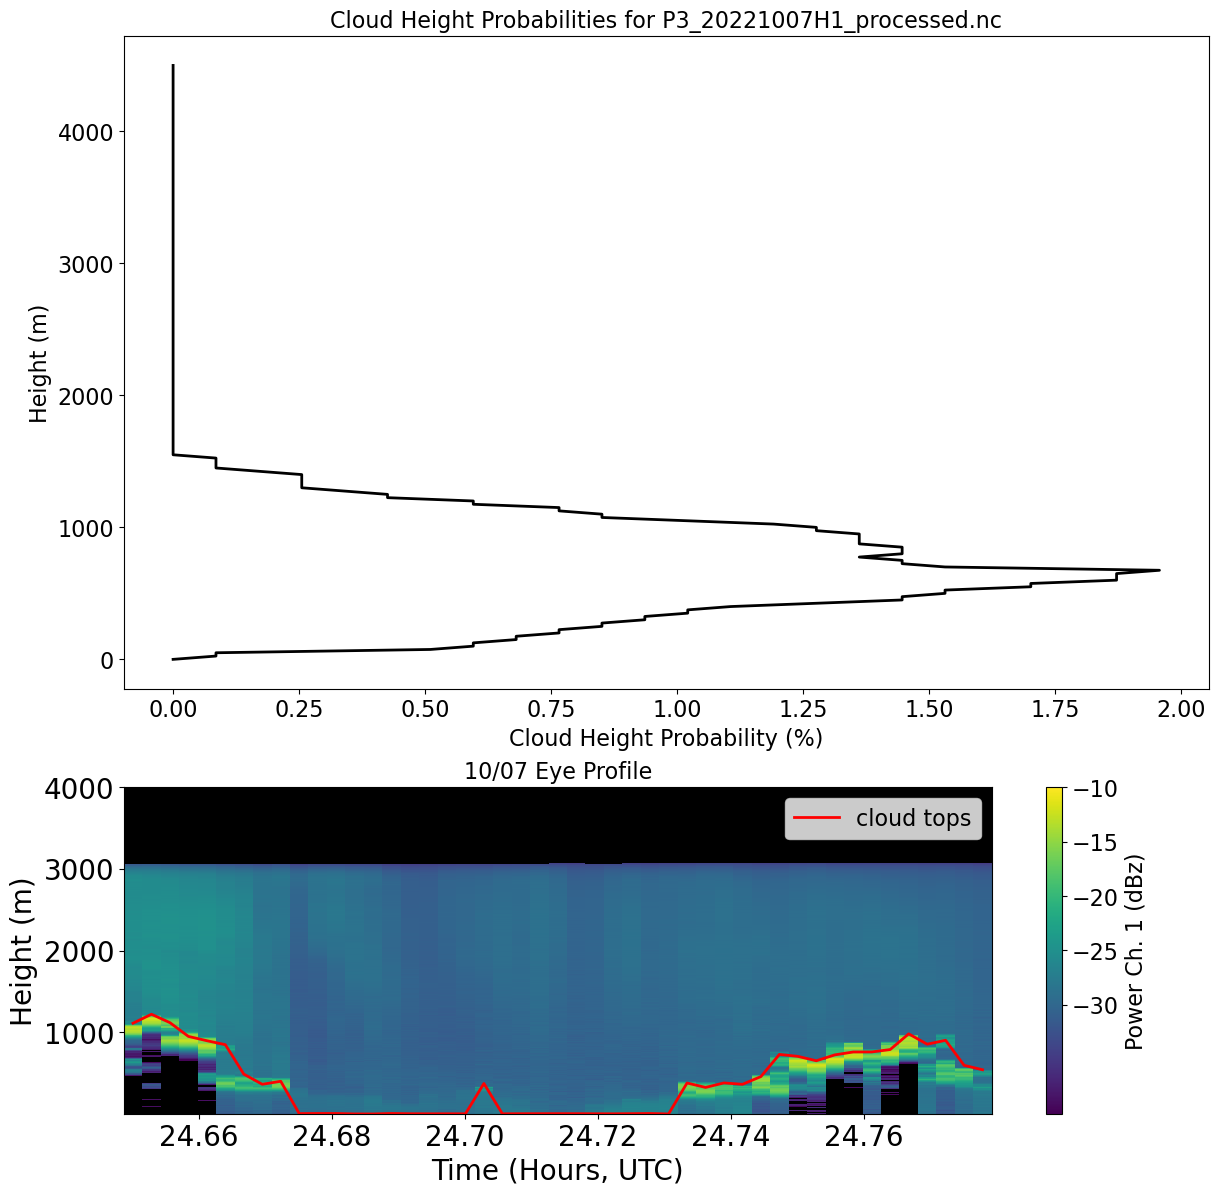 Cloud Height Probabilities for P3_20221007H1_processed.nc
4000
3000
2000
1000
0
Height (m)
0.00 0.25 0.50 0.75 1.00 1.25 1.50 1.75 2.00
Cloud Height Probability (%)
10/07 Eye Profile
4000
3000
2000
1000
Height (m)
cloud tops
24.66 24.68 24.70 24.72 24.74 24.76
Time (Hours, UTC)
−10
−15
−20
−25
−30
Power Ch. 1 (dBz)